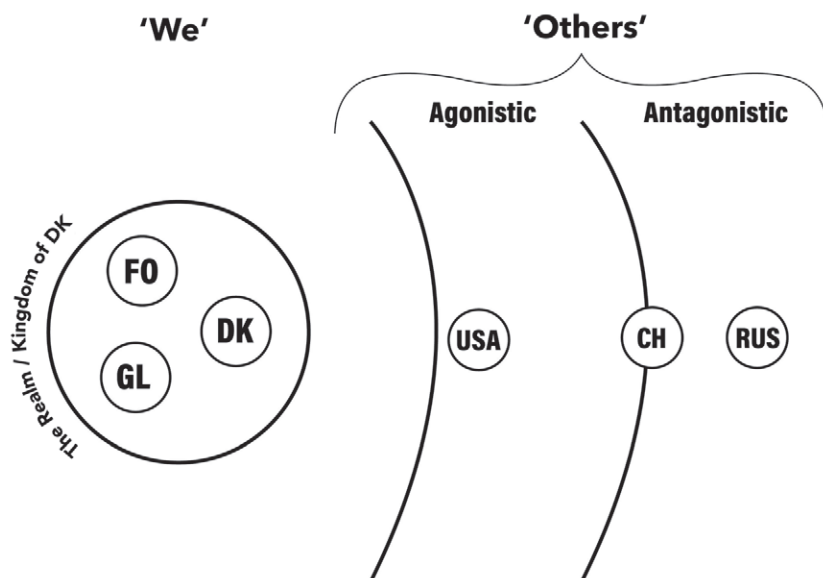 'We'
'Others'
Agonistic
Antagonistic
The Realm / Kingdom of DK
FO
DK
GL
USA
CH
RUS